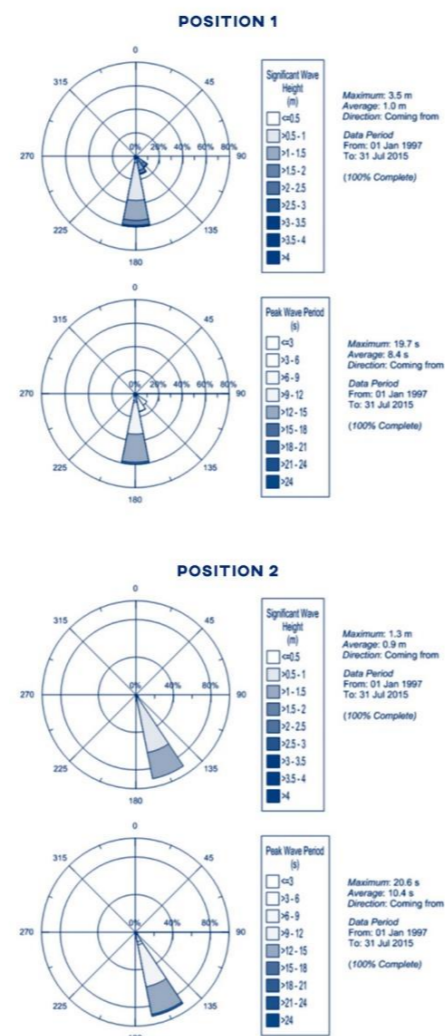 POSITION 1
0
315
45
0% 20% 40% 60% 80%
270
90
225
135
180
Significant Wave
Height
(m)
<=0.5
>0.5 - 1
>1 - 1.5
>1.5 - 2
>2 - 2.5
>2.5 - 3
>3 - 3.5
>3.5 - 4
>4
Maximum: 3.5 m
Average: 1.0 m
Direction: Coming from
Data Period
From: 01 Jan 1997
To: 31 Jul 2015
(100% Complete)
0
315
45
0% 20% 40% 60% 80%
270
90
225
135
180
Peak Wave Period
(s)
<=3
>3 - 6
>6 - 9
>9 - 12
>12 - 15
>15 - 18
>18 - 21
>21 - 24
>24
Maximum: 19.7 s
Average: 8.4 s
Direction: Coming from
Data Period
From: 01 Jan 1997
To: 31 Jul 2015
(100% Complete)
POSITION 2
0
315
45
0% 40% 80%
270
90
225
135
180
Significant Wave
Height
(m)
<=0.5
>0.5 - 1
>1 - 1.5
>1.5 - 2
>2 - 2.5
>2.5 - 3
>3 - 3.5
>3.5 - 4
>4
Maximum: 1.3 m
Average: 0.9 m
Direction: Coming from
Data Period
From: 01 Jan 1997
To: 31 Jul 2015
(100% Complete)
0
315
45
0% 40% 80%
270
90
225
135
180
Peak Wave Period
(s)
<=3
>3 - 6
>6 - 9
>9 - 12
>12 - 15
>15 - 18
>18 - 21
>21 - 24
>24
Maximum: 20.6 s
Average: 10.4 s
Direction: Coming from
Data Period
From: 01 Jan 1997
To: 31 Jul 2015
(100% Complete)